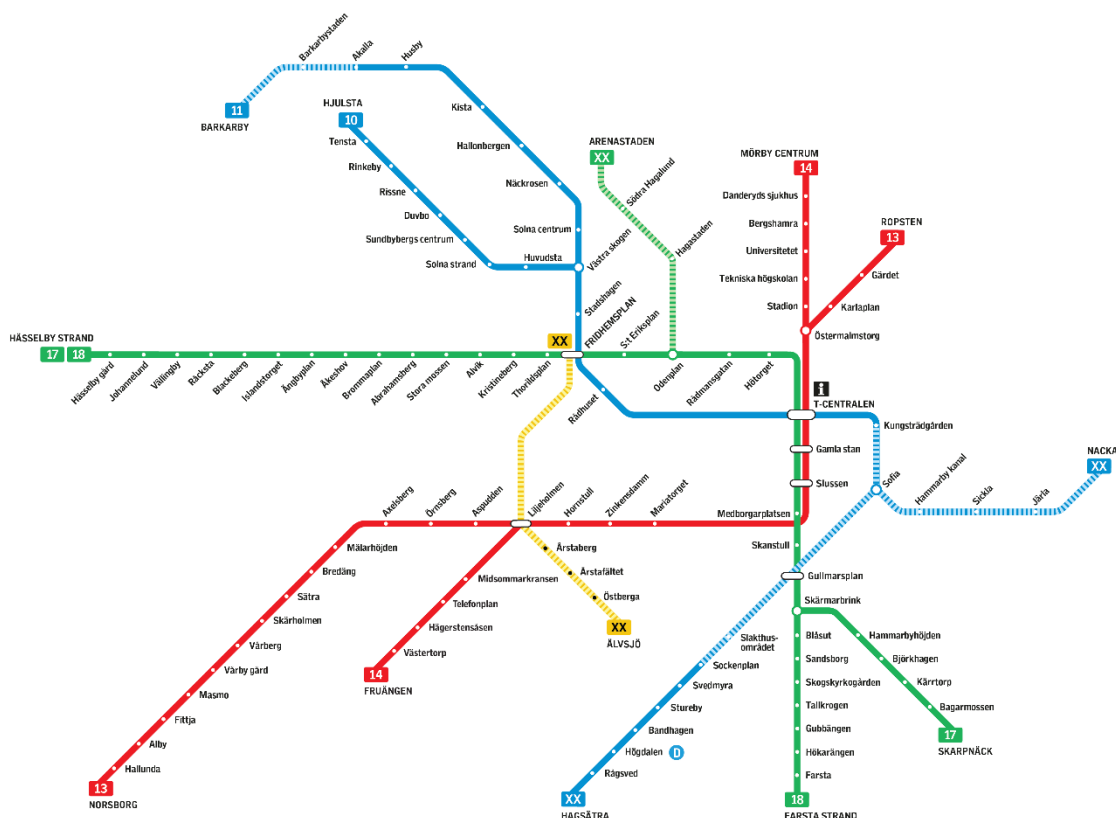 Barkarbystaden
Akalla
Husby
11
BARKARBY
HJULSTA
10
Kista
Tensta
Hallonbergen
Rinkeby
Näckrosen
Rissne
Duvbo
Solna centrum
Sundbybergs centrum
Västra skogen
Solna strand
Huvudsta
Stadshagen
ARENASTADEN
XX
Södra Hagalund
Hagastaden
MÖRBY CENTRUM
14
Danderyds sjukhus
Bergshamra
Universitetet
Tekniska högskolan
Stadion
ROPSTEN
13
Gärdet
Karlaplan
Östermalmstorg
HÄSSELBY STRAND
17
18
Hässelby gård
Johannelund
Vällingby
Råcksta
Blackeberg
Islandstorget
Ängbyplan
Åkeshov
Brommaplan
Abrahamsberg
Stora mossen
Alvik
Kristineberg
Thorildsplan
XX
FRIDHEMSPLAN
S:t Eriksplan
Odenplan
Rådmansgatan
Hötorget
Rådhuset
i
T-CENTRALEN
Kungsträdgården
Gamla stan
Slussen
NACKA
XX
Sofia
Hammarby kanal
Sickla
Järla
Medborgarplatsen
Skanstull
Gullmarsplan
Skärmarbrink
Axelsberg
Örnsberg
Aspudden
Liljeholmen
Hornstull
Zinkensdamm
Mariatorget
Mälarhöjden
Bredäng
Sätra
Skärholmen
Vårberg
Vårby gård
Masmo
Fittja
Alby
Hallunda
13
NORSBORG
Midsommarkransen
Telefonplan
Hägerstensåsen
Västertorp
14
FRUÄNGEN
Årstaberg
Årstafältet
Östberga
XX
ÄLVSJÖ
Slakthus-
området
Sockenplan
Svedmyra
Stureby
Bandhagen
Högdalen
D
Rågsved
XX
HAGSÄTRA
Blåsut
Sandsborg
Skogskyrkogården
Tallkrogen
Gubbängen
Hökarängen
Farsta
18
FARSTA STRAND
Hammarbyhöjden
Björkhagen
Kärrtorp
Bagarmossen
17
SKARPNÄCK